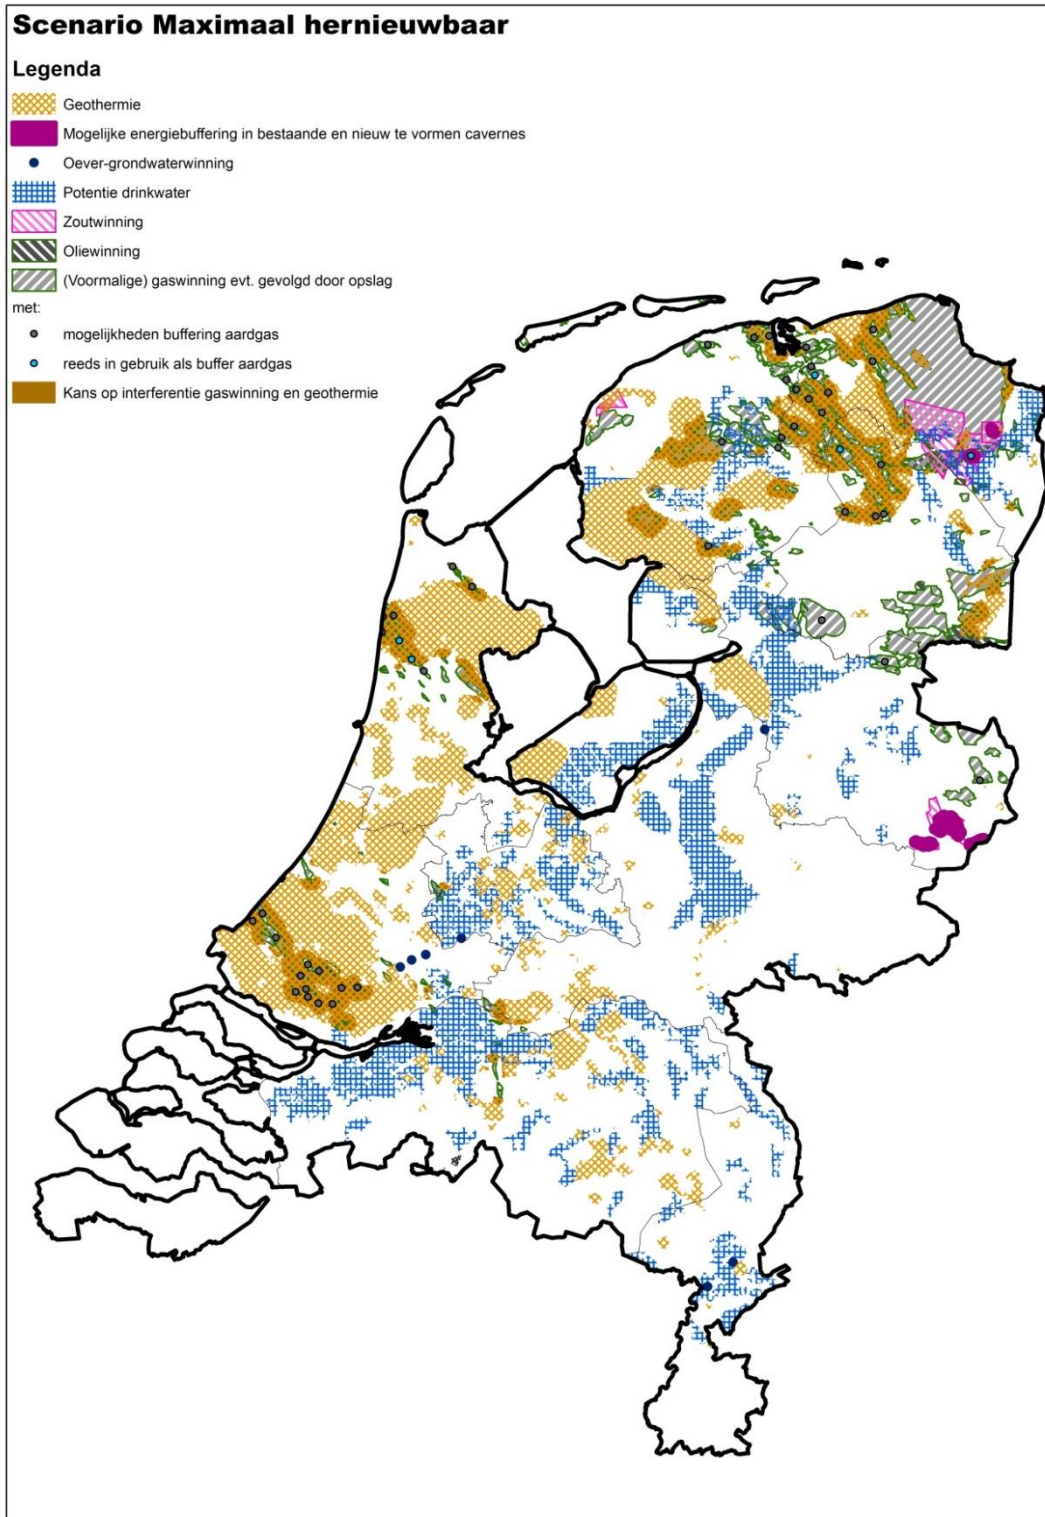 Scenario Maximaal hernieuwbaar
Legenda
Geothermie
Mogelijke energiebuffering in bestaande en nieuw te vormen cavernes
Oever-grondwaterwinning
Potentie drinkwater
Zoutwinning
Oliewinning
(Voormalige) gaswinning evt. gevolgd door opslag
met:
mogelijkheden buffering aardgas
reeds in gebruik als buffer aardgas
Kans op interferentie gaswinning en geothermie